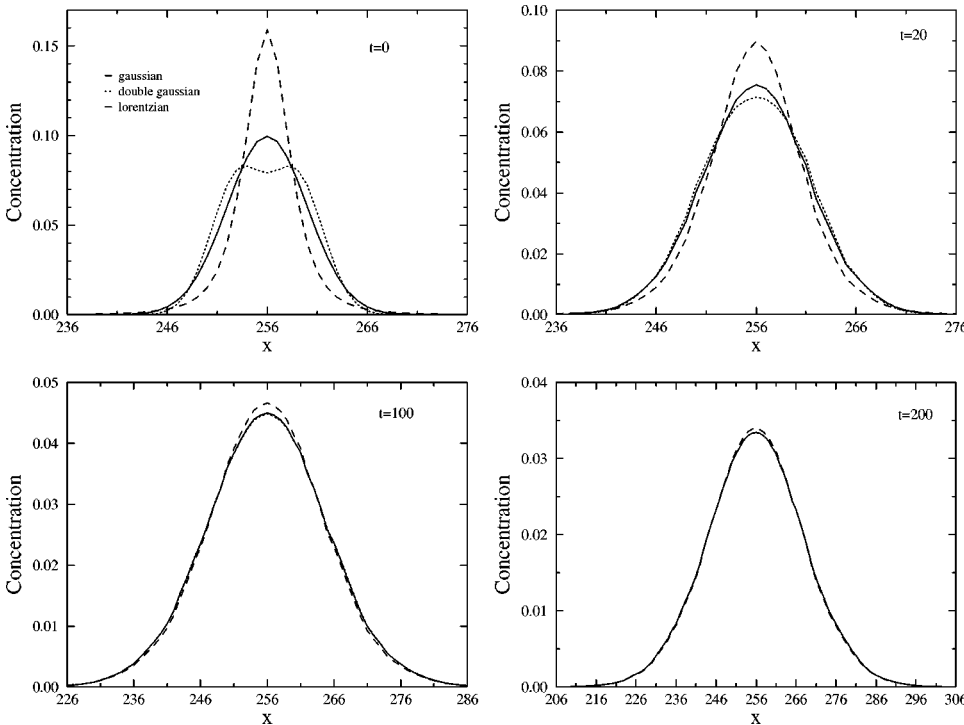 0.15
0.10
0.05
0.00
Concentration
t=0
gaussian
double gaussian
lorentzian
236 246 256 266 276
x
0.10
0.08
0.06
0.04
0.02
0.00
Concentration
t=20
236 246 256 266 276
x
0.05
0.04
0.03
0.02
0.01
0.00
Concentration
t=100
226 236 246 256 266 276 286
x
0.04
0.03
0.02
0.01
0.00
Concentration
t=200
206 216 226 236 246 256 266 276 286 296 306
x